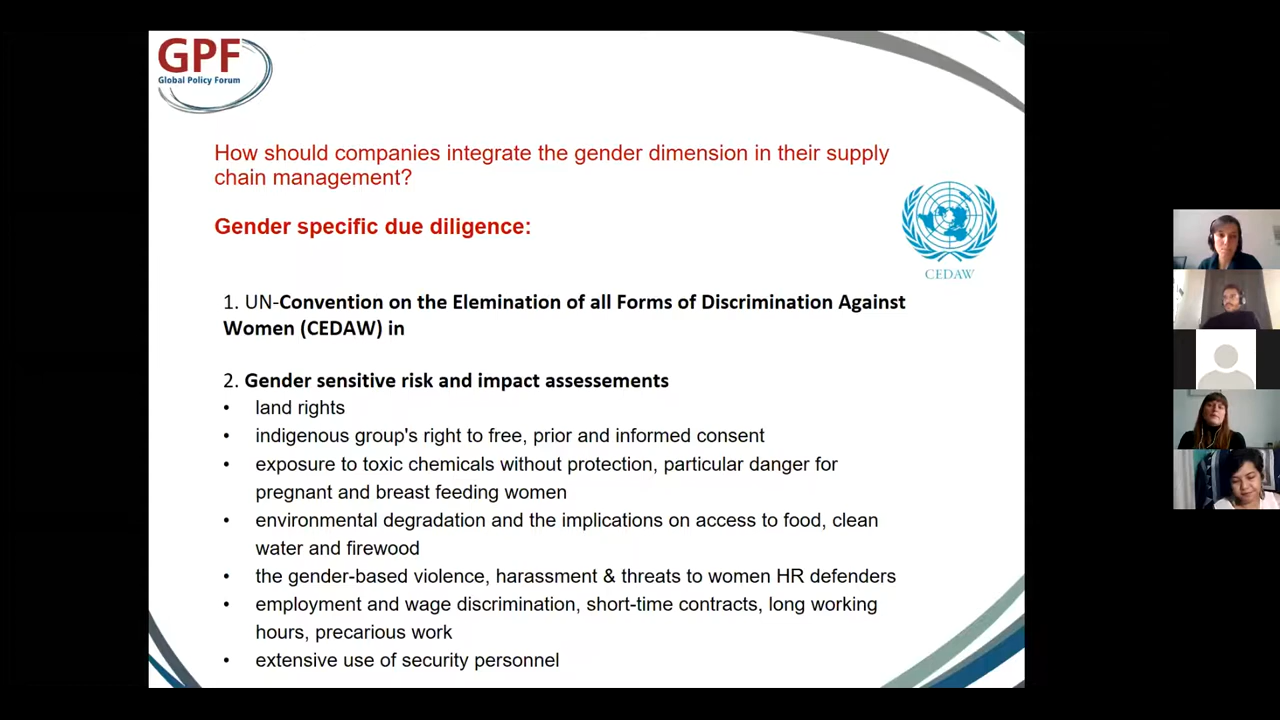 GPF
Global Policy Forum
How should companies integrate the gender dimension in their supply
chain management?
Gender specific due diligence:
CEDAW
1. UN-Convention on the Elemination of all Forms of Discrimination Against
Women (CEDAW) in
2. Gender sensitive risk and impact assessements
• land rights
• indigenous group's right to free, prior and informed consent
• exposure to toxic chemicals without protection, particular danger for
pregnant and breast feeding women
• environmental degradation and the implications on access to food, clean
water and firewood
• the gender-based violence, harassment & threats to women HR defenders
• employment and wage discrimination, short-time contracts, long working
hours, precarious work
• extensive use of security personnel